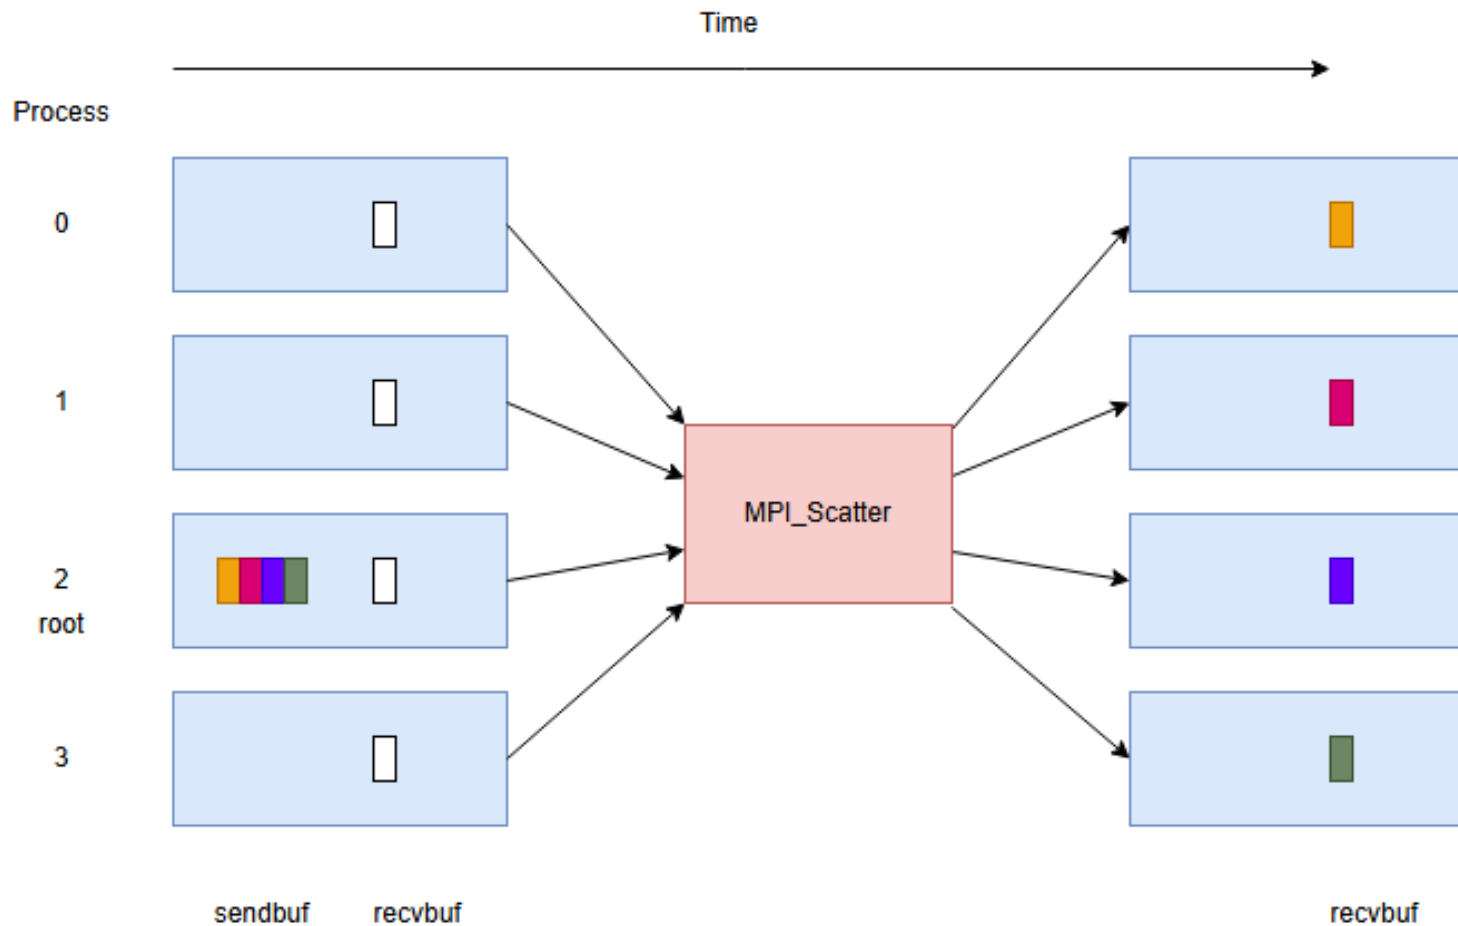 Time
Process
0
1
2
root
3
MPI_Scatter
sendbuf
recvbuf
recvbuf